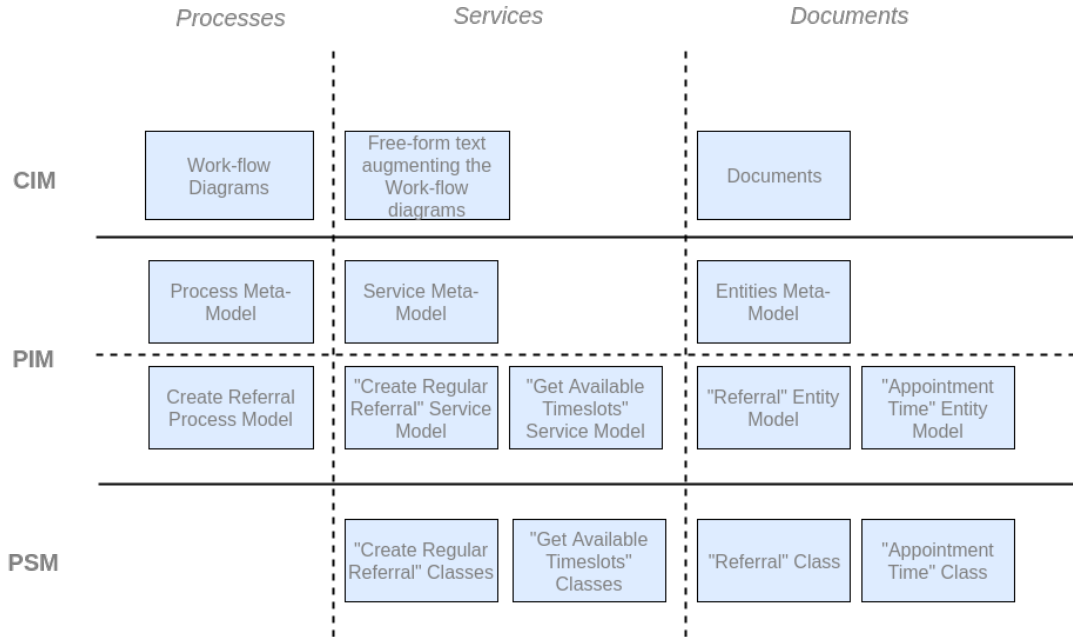 Processes
Services
Documents
CIM
Work-flow
Diagrams
Free-form text
augmenting the
Work-flow
diagrams
Documents
PIM
Process Meta-
Model
Service Meta-
Model
Entities Meta-
Model
Create Referral
Process Model
"Create Regular
Referral" Service
Model
"Get Available
Timeslots"
Service Model
"Referral" Entity
Model
"Appointment
Time" Entity
Model
PSM
"Create Regular
Referral" Classes
"Get Available
Timeslots"
Classes
"Referral" Class
"Appointment
Time" Class